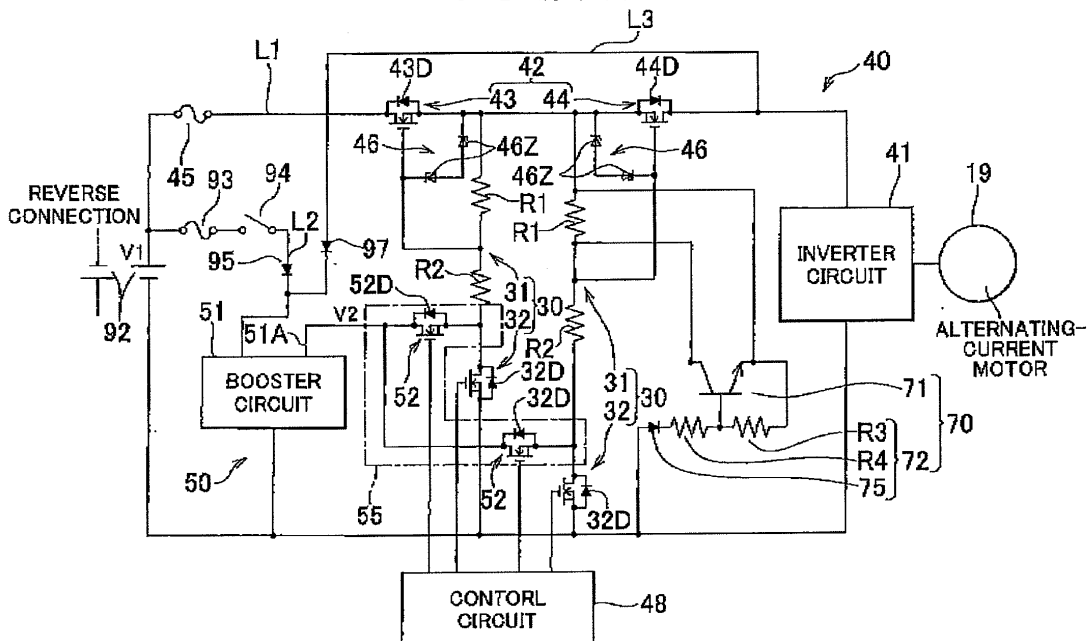 L3
L1
43D
42
44D
40
43
44
46
46Z
46Z
46
45
93
94
R1
R1
41
19
REVERSE
CONNECTION
V1
L2
97
95
INVERTER
CIRCUIT
R2
52D
31
32
30
92
51
51A
V2
R2
ALTERNATING-
CURRENT
MOTOR
BOOSTER
CIRCUIT
52
32D
31
32
30
71
32D
R3
R4
72
70
75
50
55
52
32D
CONTORL
CIRCUIT
48